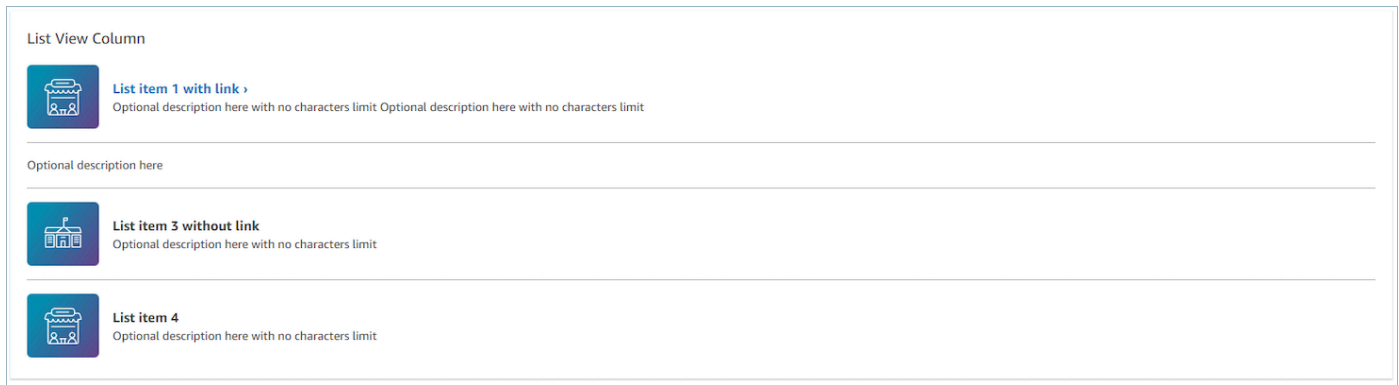 List View Column
List item 1 with link ›
Optional description here with no characters limit Optional description here with no characters limit
Optional description here
List item 3 without link
Optional description here with no characters limit
List item 4
Optional description here with no characters limit